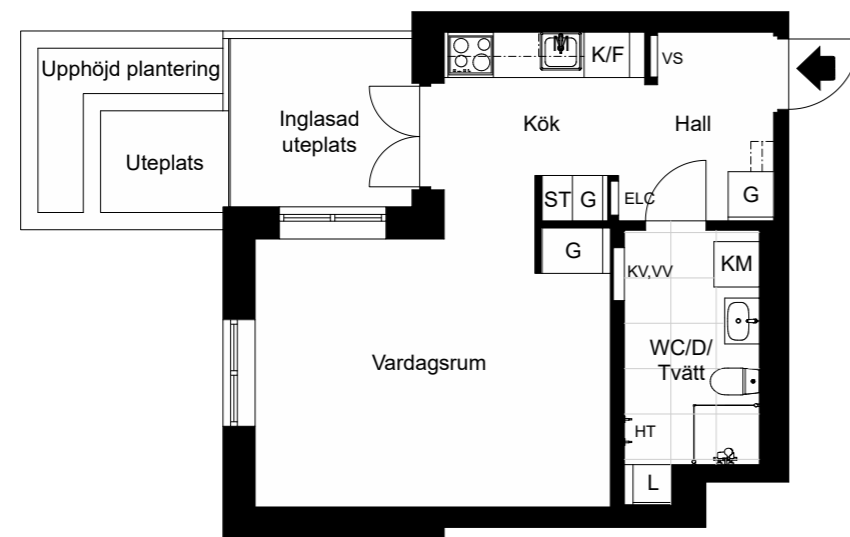 Upphöjd plantering
Uteplats
Inglasad
uteplats
M
K/F
VS
Kök
Hall
ST
G
ELC
G
G
KV,VV
KM
Vardagsrum
WC/D/
Tvätt
HT
L